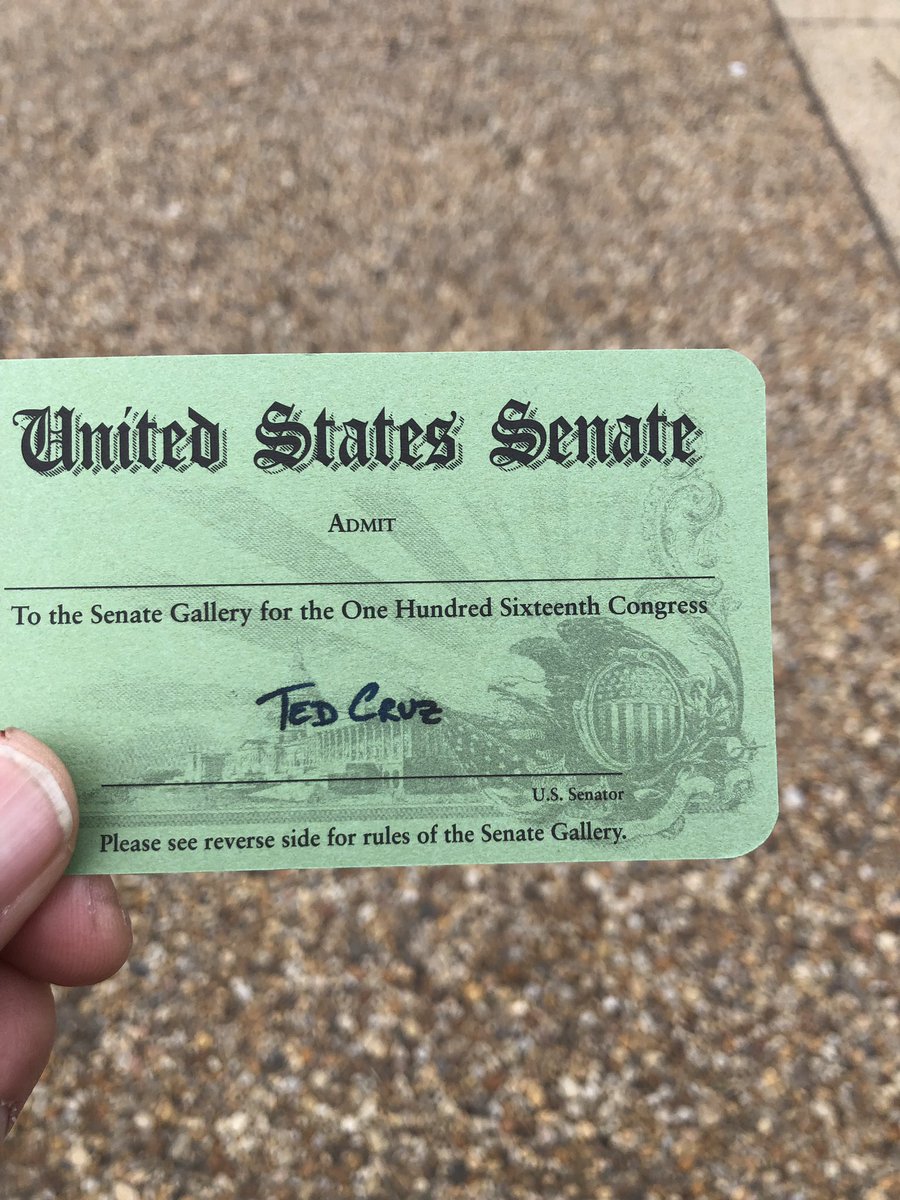 United States Senate
ADMIT
To the Senate Gallery for the One Hundred Sixteenth Congress
TED CRUZ
U.S. Senator
Please see reverse side for rules of the Senate Gallery.